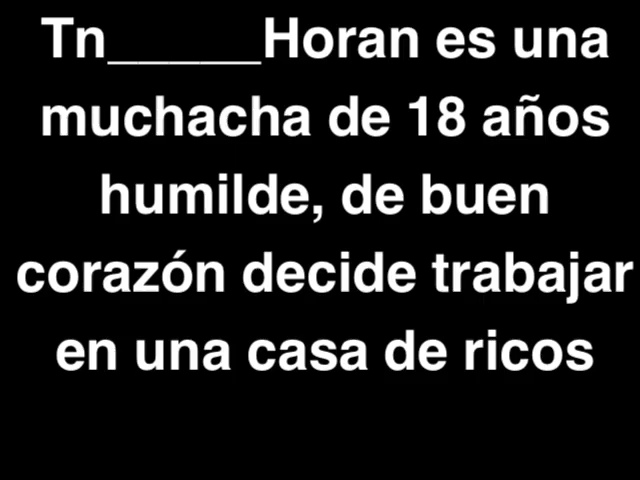 Tn_____Horan es una
muchacha de 18 años
humilde, de buen
corazón decide trabajar
en una casa de ricos